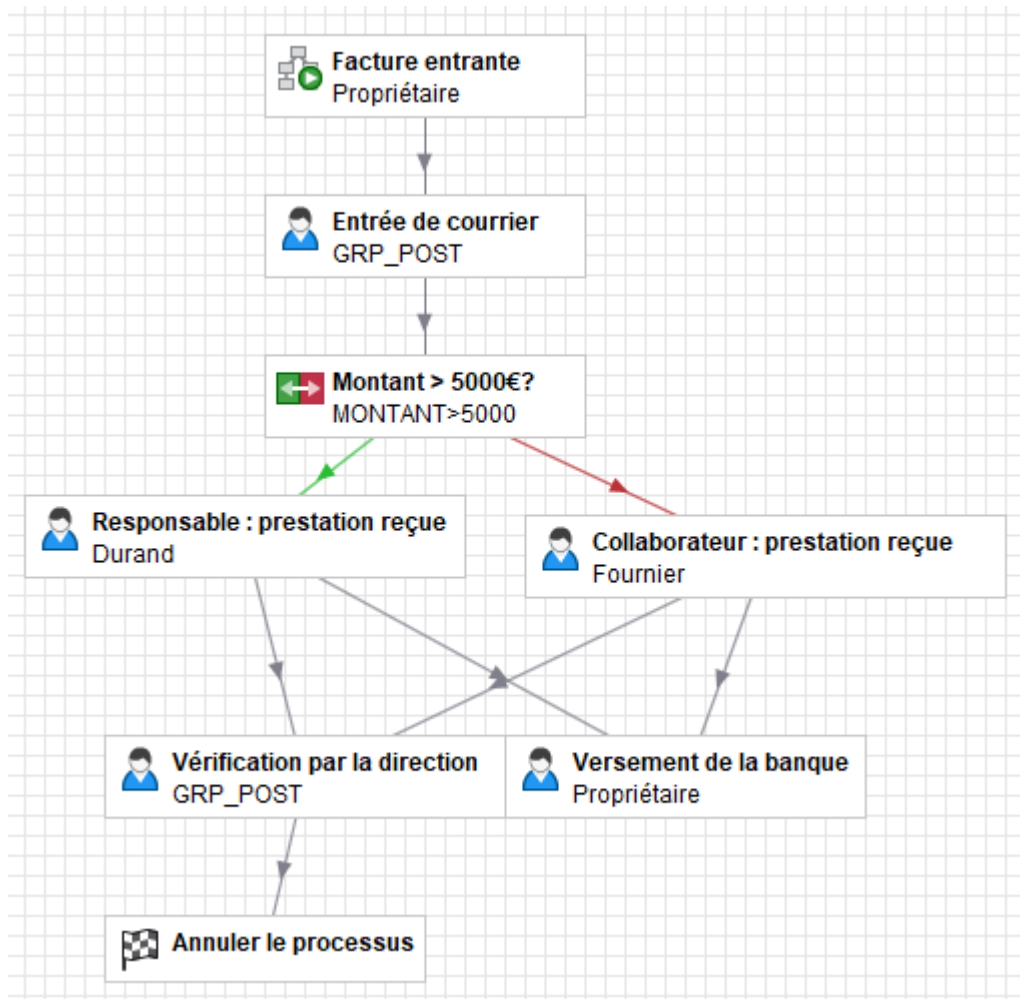 Facture entrante
Propriétaire
Entrée de courrier
GRP_POST
Montant > 5000€?
MONTANT>5000
Responsable : prestation reçue
Durand
Collaborateur : prestation reçue
Fournier
Vérification par la direction
GRP_POST
Versement de la banque
Propriétaire
Annuler le processus